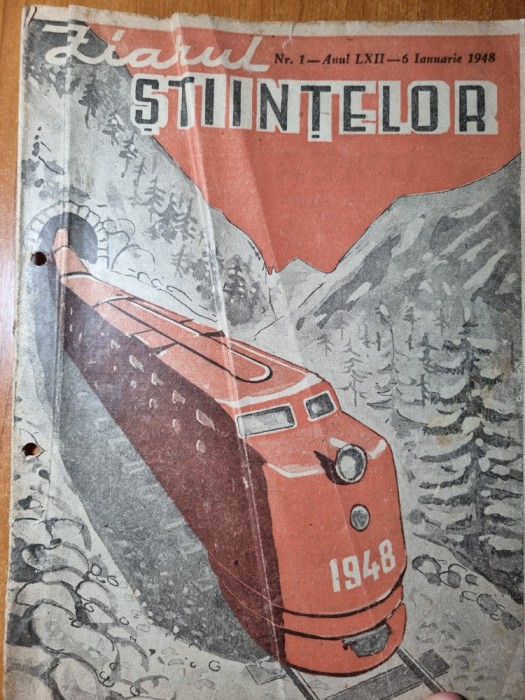 Ziarul
Nr. 1 — Anul LXII — 6 Ianuarie 1948
ȘTIINȚELOR
1948